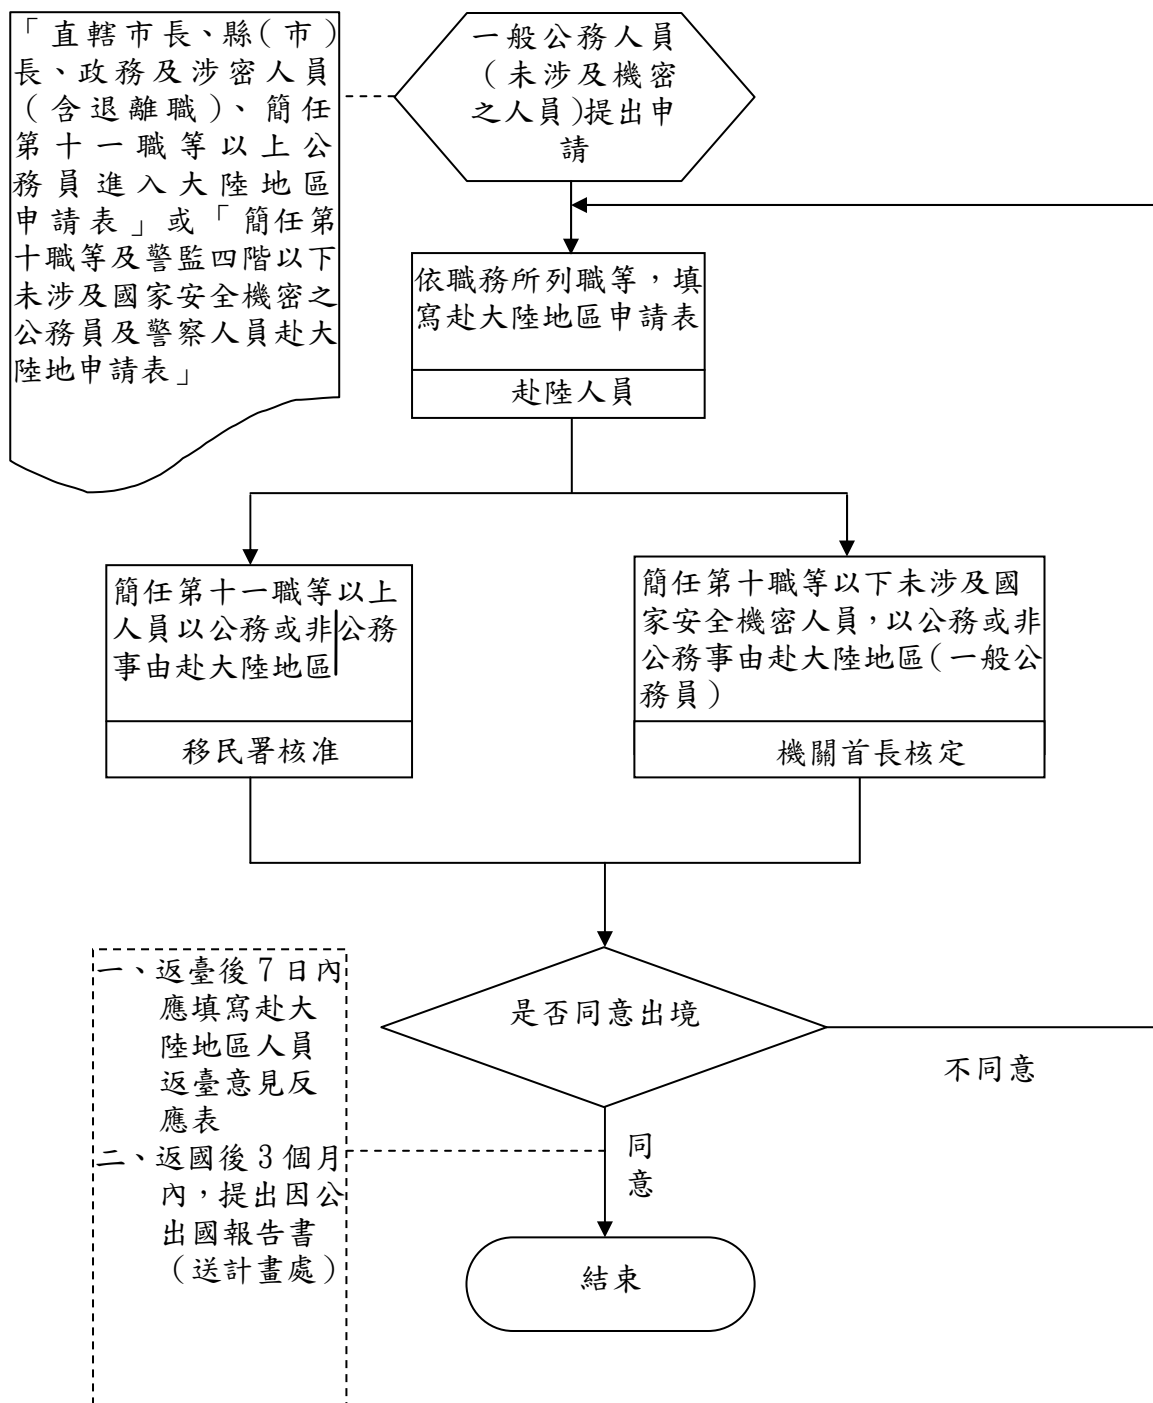 「直轄市長、縣(市)
長、政務及涉密人員
(含退離職)、簡任
第十一職等以上公
務員進入大陸地區
申請表」或「簡任第
十職等及警監四階以下
未涉及國家安全機密之
公務員及警察人員赴大
陸地申請表」
一般公務人員
(未涉及機密
之人員)提出申
請
依職務所列職等,填
寫赴大陸地區申請表
赴陸人員
簡任第十一職等以上
人員以公務或非公務
事由赴大陸地區
移民署核准
簡任第十職等以下未涉及國
家安全機密人員,以公務或非
公務事由赴大陸地區(一般公
務員)
機關首長核定
是否同意出境
不同意
同
意
一、返臺後 7 日內
應填寫赴大
陸地區人員
返臺意見反
應表
二、返國後 3 個月
內,提出因公
出國報告書
(送計畫處)
結束